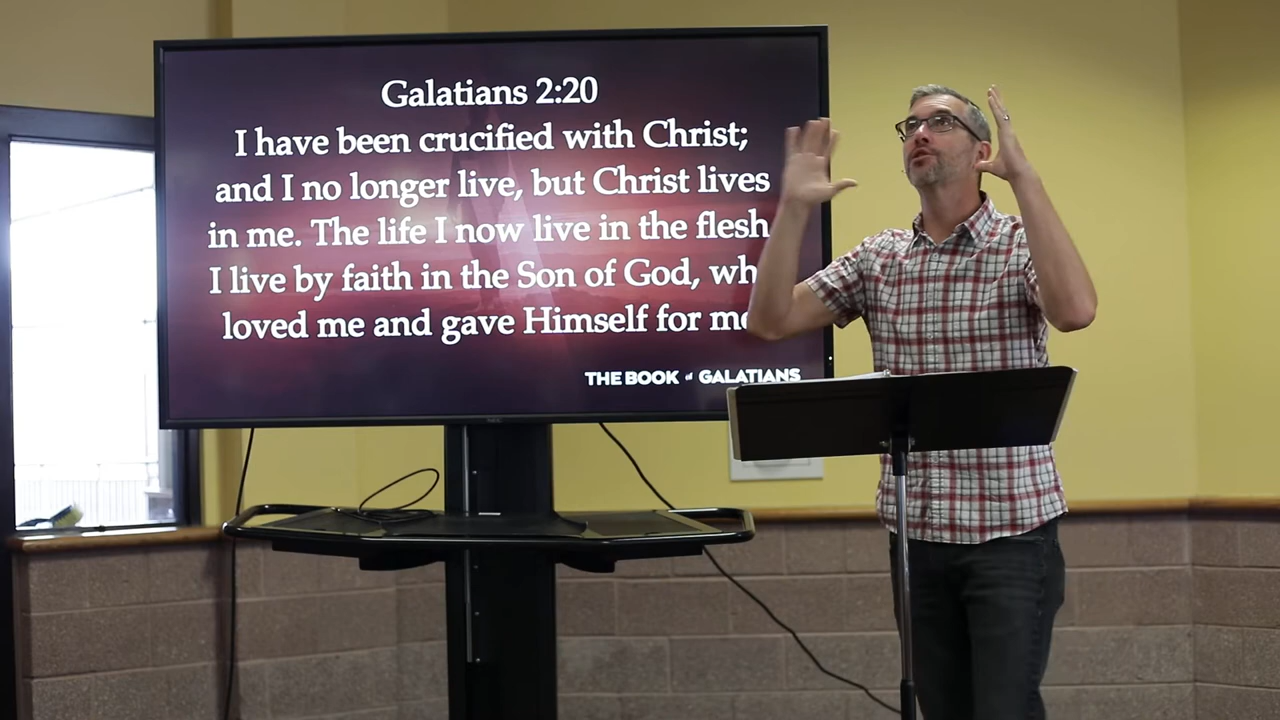 Galatians 2:20
I have been crucified with Christ;
and I no longer live, but Christ lives
in me. The life I now live in the flesh
I live by faith in the Son of God,
loved me and gave Himself for me
THE BOOK of GALATIANS
NEC